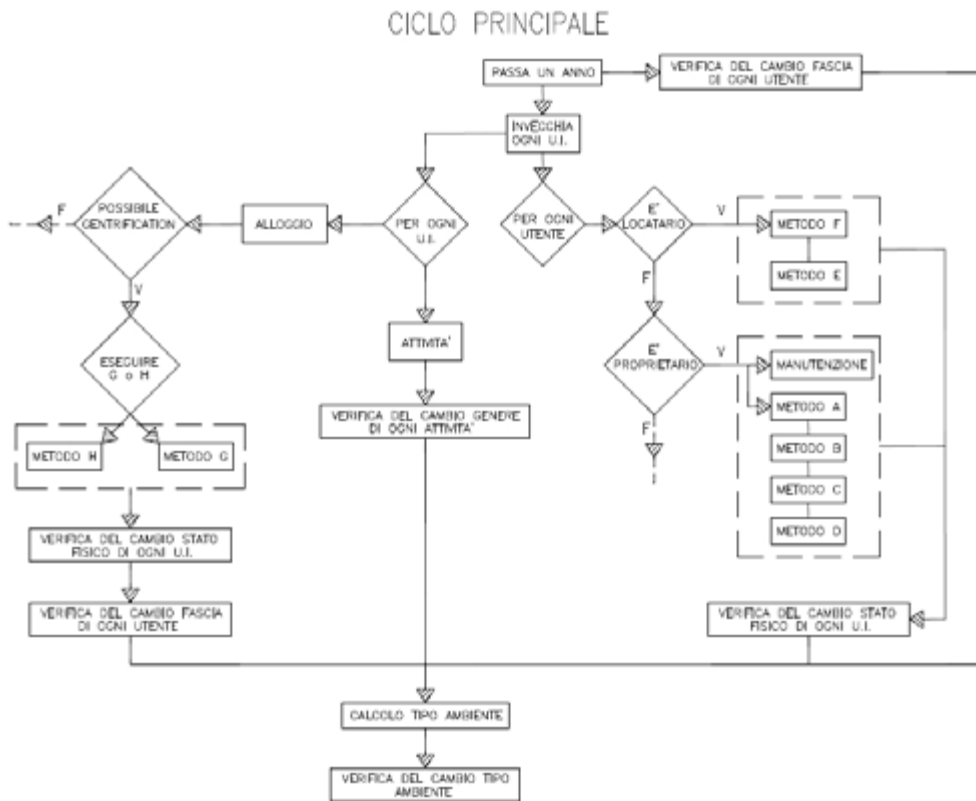 CICLO PRINCIPALE
PASSA UN ANNO
VERIFICA DEL CAMBIO FASCIA
DI OGNI UTENTE
INVECCHIA
OGNI U.I.
POSSIBILE
GENTRIFICATION
F
V
ALLOGGIO
PER OGNI
U.I.
PER OGNI
UTENTE
E'
LOCATARIO
V
F
METODO F
METODO E
ESEGUIRE
G o H
ATTIVITA'
E'
PROPRIETARIO
V
F
MANUTENZIONE
METODO A
METODO B
METODO C
METODO D
VERIFICA DEL CAMBIO GENERE
DI OGNI ATTIVITA'
METODO H
METODO G
VERIFICA DEL CAMBIO STATO
FISICO DI OGNI U.I.
VERIFICA DEL CAMBIO FASCIA
DI OGNI UTENTE
VERIFICA DEL CAMBIO STATO
FISICO DI OGNI U.I.
CALCOLO TIPO AMBIENTE
VERIFICA DEL CAMBIO TIPO
AMBIENTE